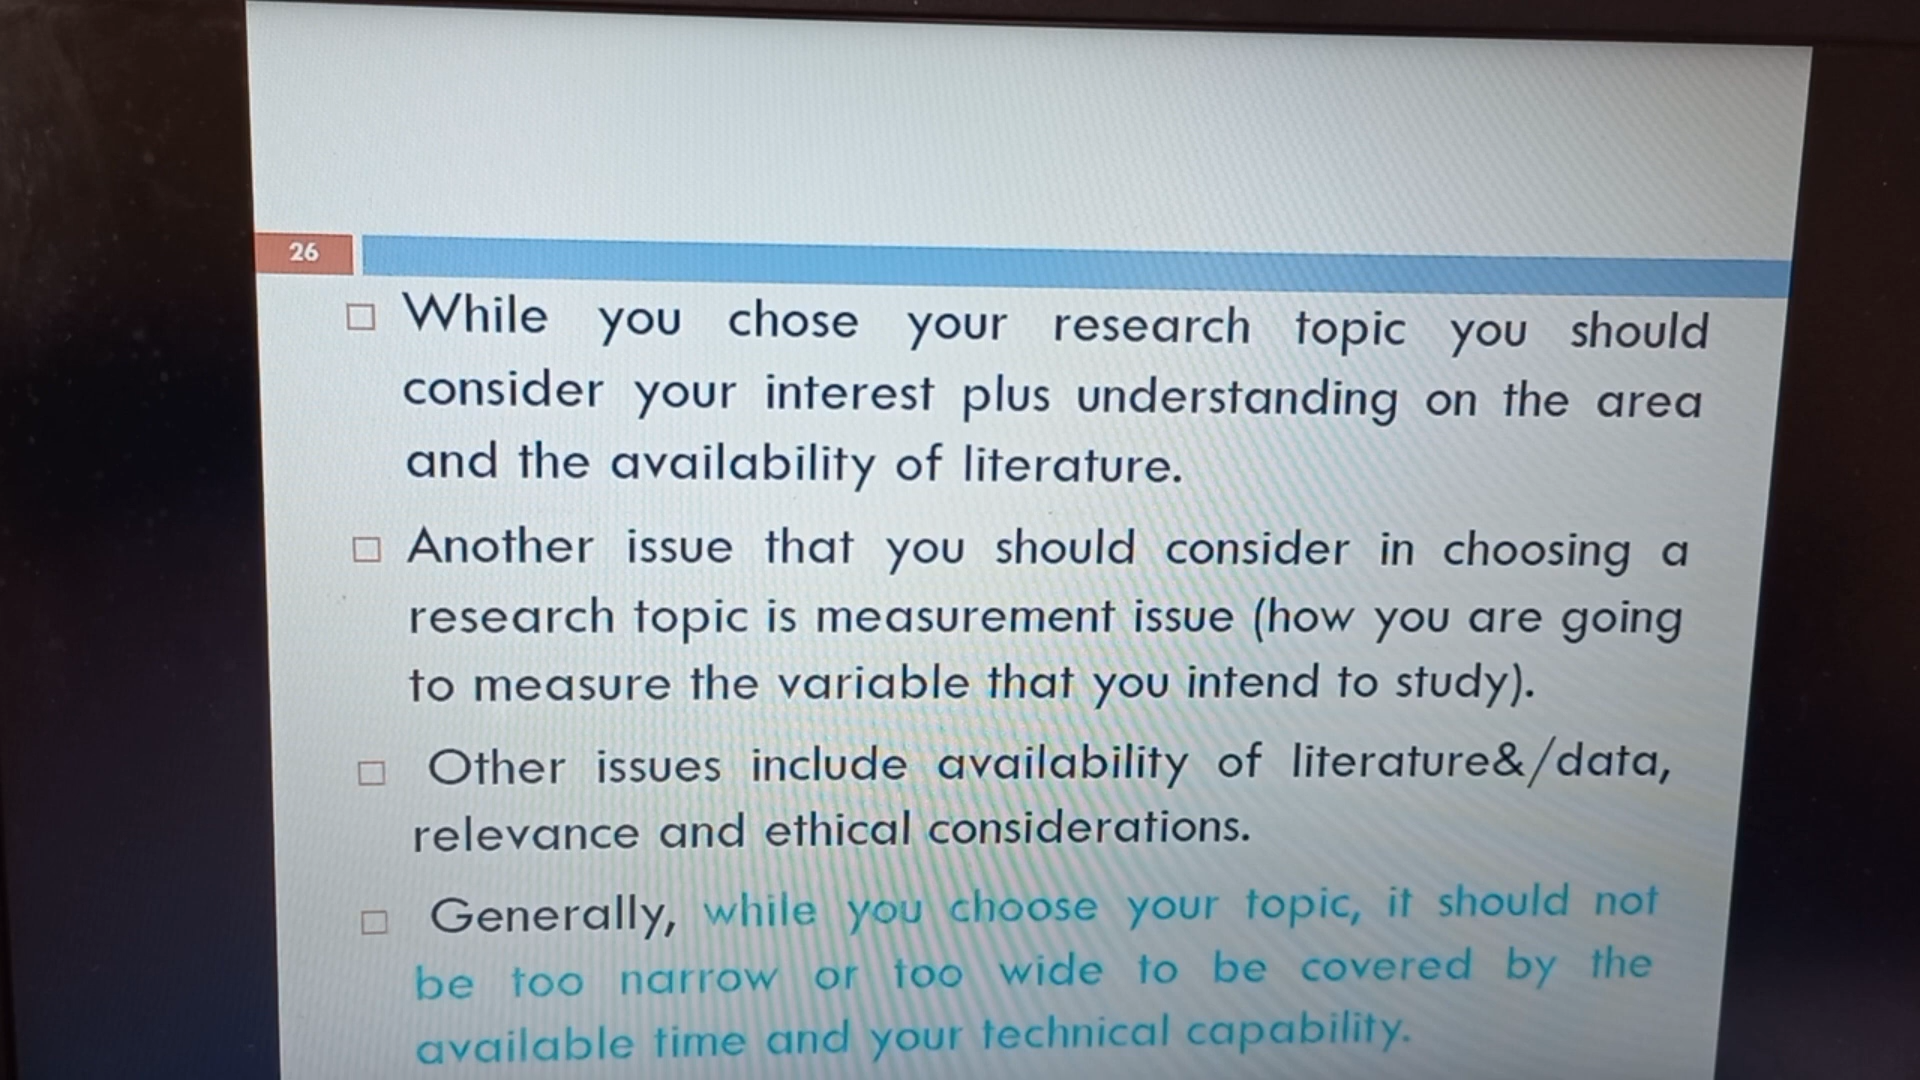 26
While you chose your research topic you should
consider your interest plus understanding on the area
and the availability of literature.
Another issue that you should consider in choosing a
research topic is measurement issue (how you are going
to measure the variable that you intend to study).
Other issues include availability of literature&/data,
relevance and ethical considerations.
Generally, while you choose your topic, it should not
be too narrow or too wide to be covered by the
available time and your technical capability.